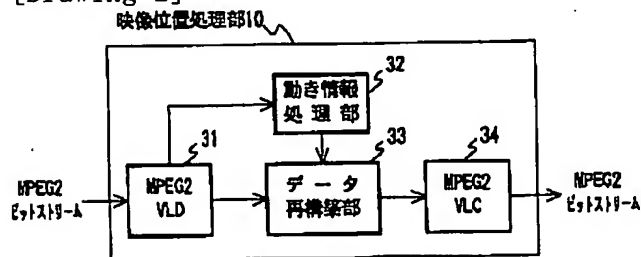 [Drawing 2]
映像位置処理部10
32
動き情報
処理部
31
33
34
MPEG2
ビットストリーム
MPEG2
VLD
データ
再構築部
MPEG2
VLC
MPEG2
ビットストリーム